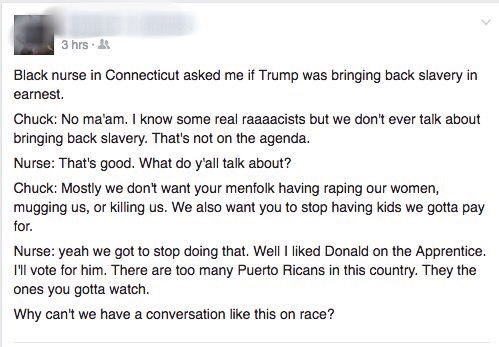 3 hrs ·
Black nurse in Connecticut asked me if Trump was bringing back slavery in
earnest.
Chuck: No ma'am. I know some real raaaacists but we don't ever talk about
bringing back slavery. That's not on the agenda.
Nurse: That's good. What do y'all talk about?
Chuck: Mostly we don't want your menfolk having raping our women,
mugging us, or killing us. We also want you to stop having kids we gotta pay
for.
Nurse: yeah we got to stop doing that. Well I liked Donald on the Apprentice.
I'll vote for him. There are too many Puerto Ricans in this country. They the
ones you gotta watch.
Why can't we have a conversation like this on race?